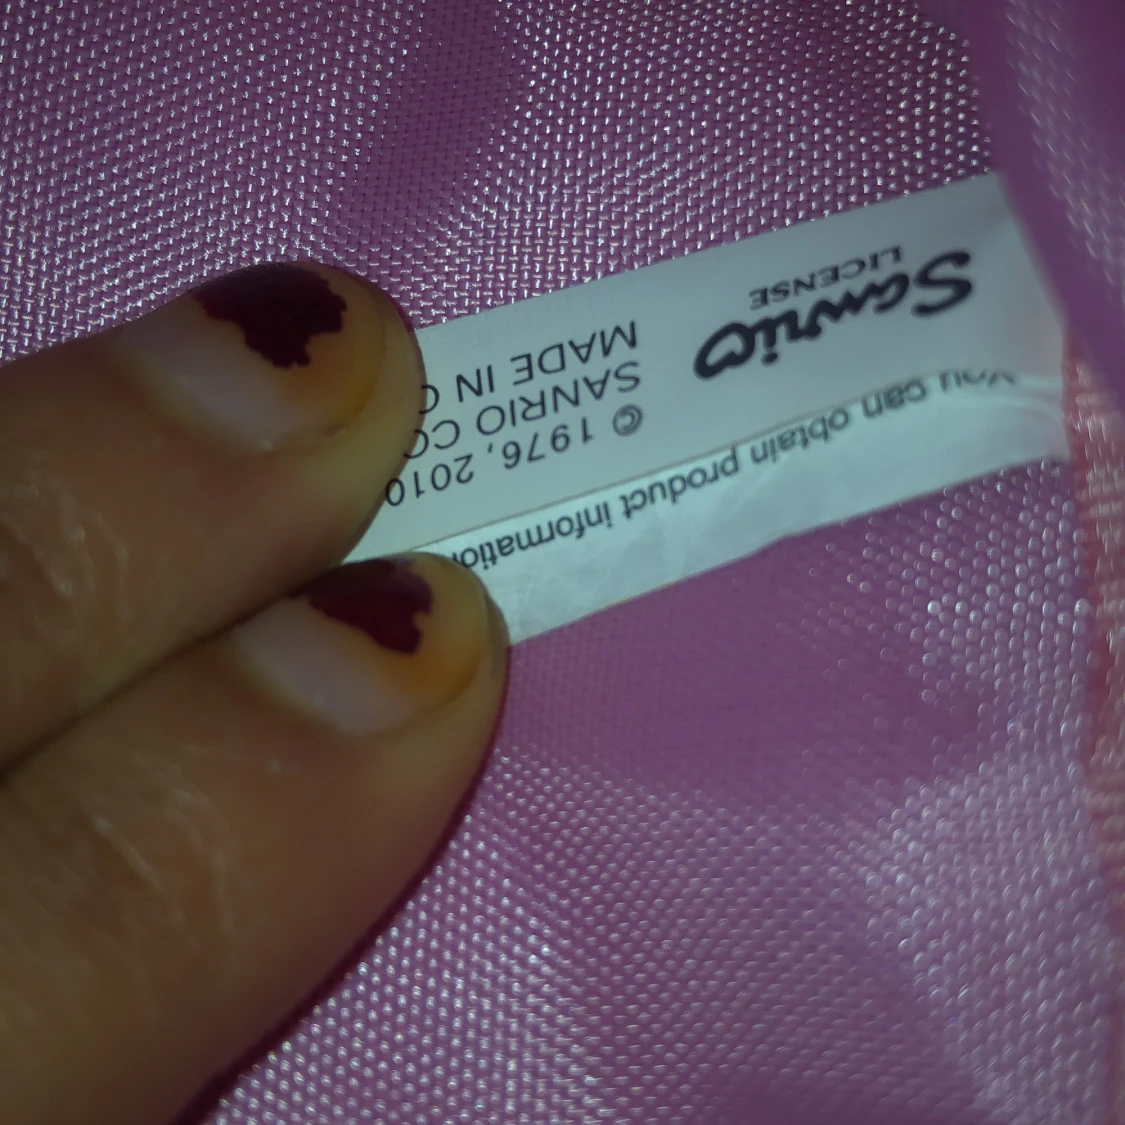 You can obtain product information
Sanrio
LICENSE
© 1976, 2010
SANRIO CO
MADE IN C